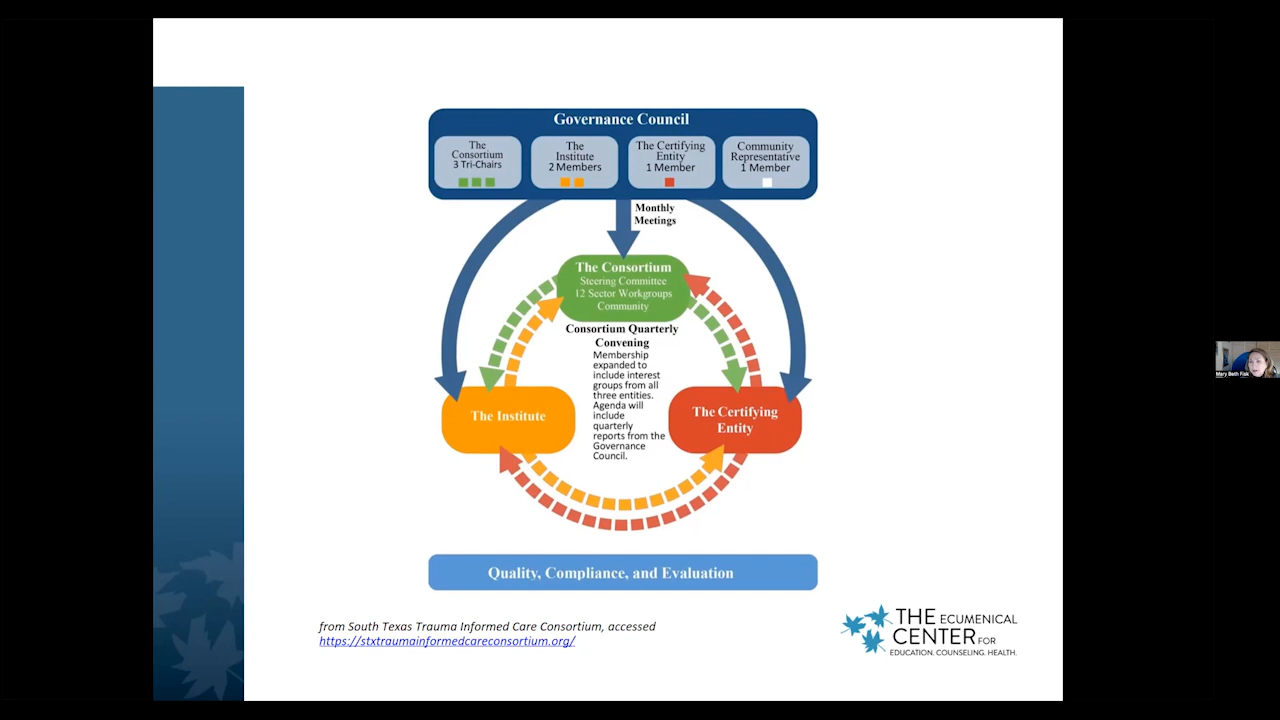 Governance Council
The
Consortium
3 Tri-Chairs
The
Institute
2 Members
The Certifying
Entity
1 Member
Community
Representative
1 Member
Monthly
Meetings
The Consortium
Steering Committee
12 Sector Workgroups
Community
Consortium Quarterly
Convening
Membership
expanded to
include interest
groups from all
three entities.
Agenda will
include
quarterly
reports from the
Governance
Council.
The Institute
The Certifying
Entity
Quality, Compliance, and Evaluation
from South Texas Trauma Informed Care Consortium, accessed
https://stxtraumainformedcareconsortium.org/
THE ECUMENICAL
CENTER FOR
EDUCATION. COUNSELING. HEALTH.
Mary Beth Fisk